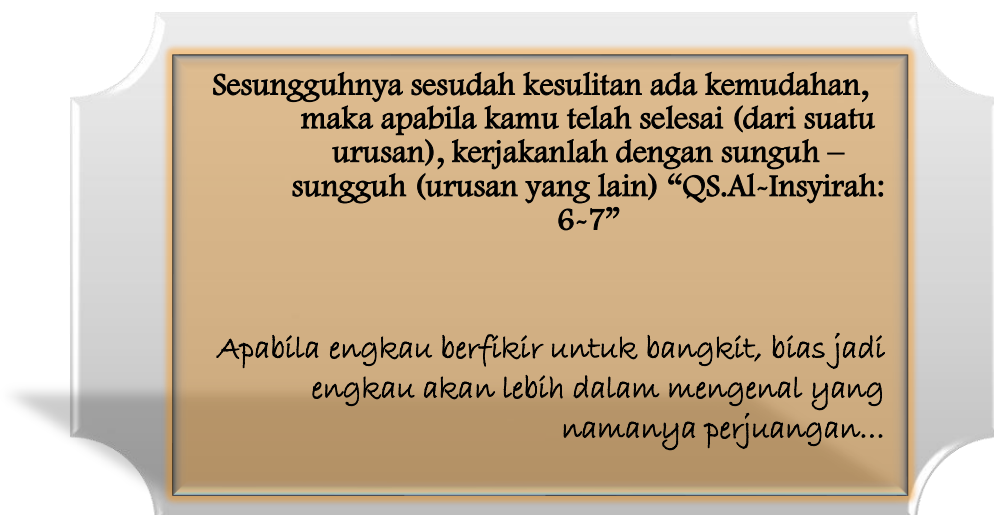 Sesungguhnya sesudah kesulitan ada kemudahan,
maka apabila kamu telah selesai (dari suatu
urusan), kerjakanlah dengan sunguh –
sungguh (urusan yang lain) “QS.Al-Insyirah:
6-7”
Apabila engkau berfikir untuk bangkit, bias jadi
engkau akan lebih dalam mengenal yang
namanya perjuangan...